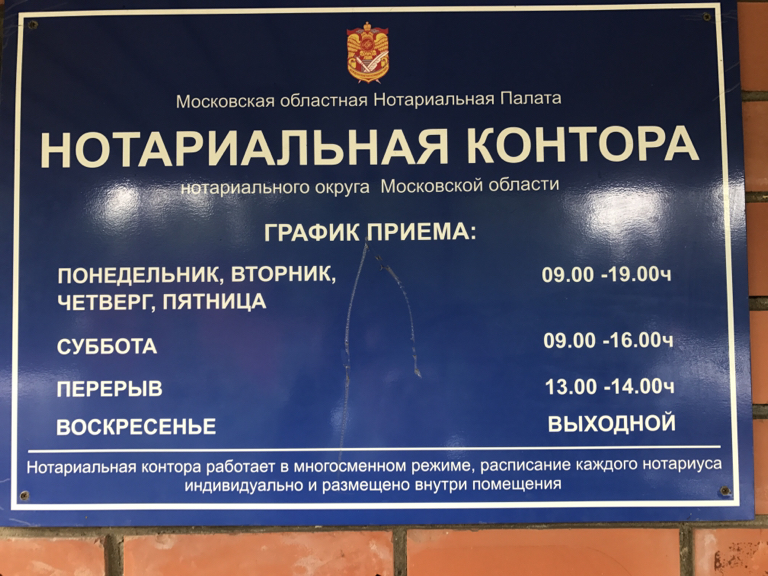 Московская областная Нотариальная Палата
НОТАРИАЛЬНАЯ КОНТОРА
нотариального округа Московской области
ГРАФИК ПРИЕМА:
ПОНЕДЕЛЬНИК, ВТОРНИК, 09.00 -19.00ч
ЧЕТВЕРГ, ПЯТНИЦА
СУББОТА 09.00 -16.00ч
ПЕРЕРЫВ 13.00 -14.00ч
ВОСКРЕСЕНЬЕ ВЫХОДНОЙ
Нотариальная контора работает в многосменном режиме, расписание каждого нотариуса
индивидуально и размещено внутри помещения